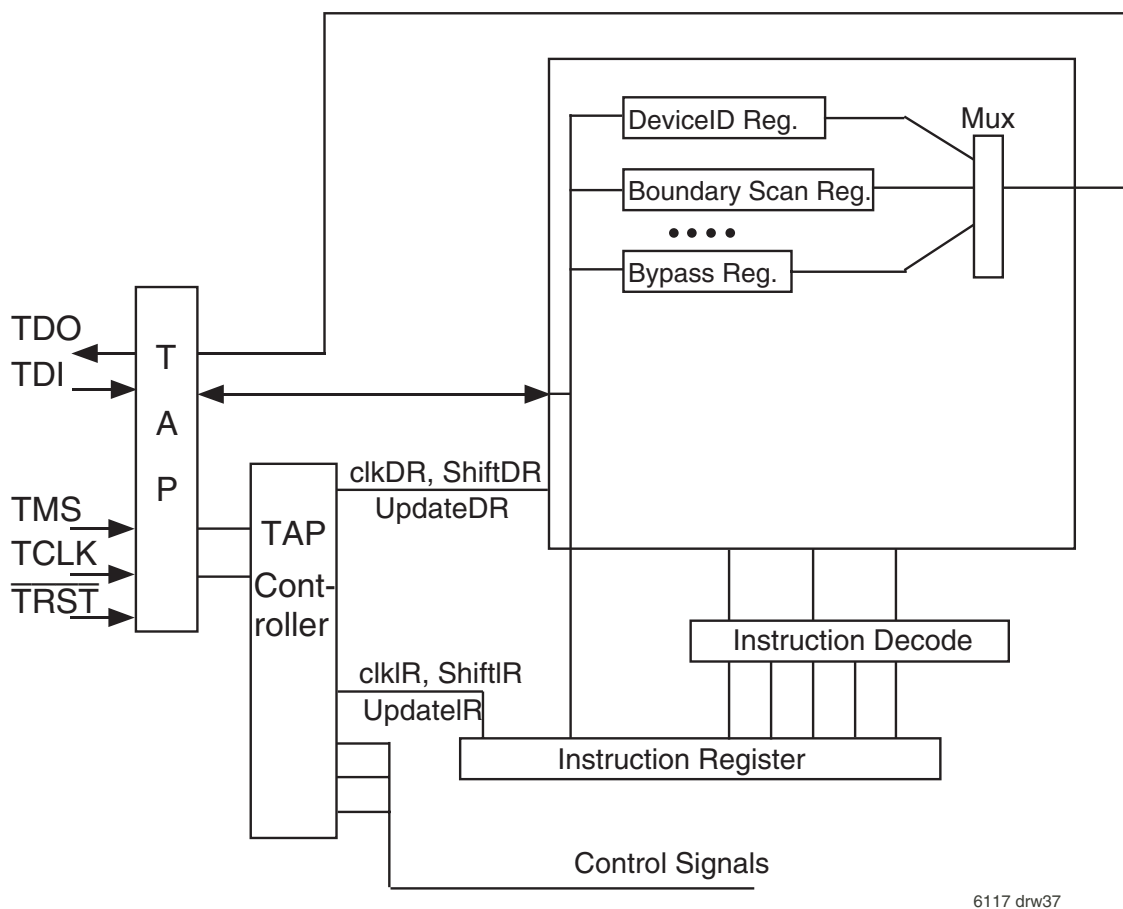 DeviceID Reg.
Mux
Boundary Scan Reg.
Bypass Reg.
TDO
TDI
T
A
P
TMS
TCLK
TRST
clkDR, ShiftDR
UpdateDR
TAP
Cont-
roller
Instruction Decode
clkIR, ShiftIR
UpdateIR
Instruction Register
Control Signals
6117 drw37